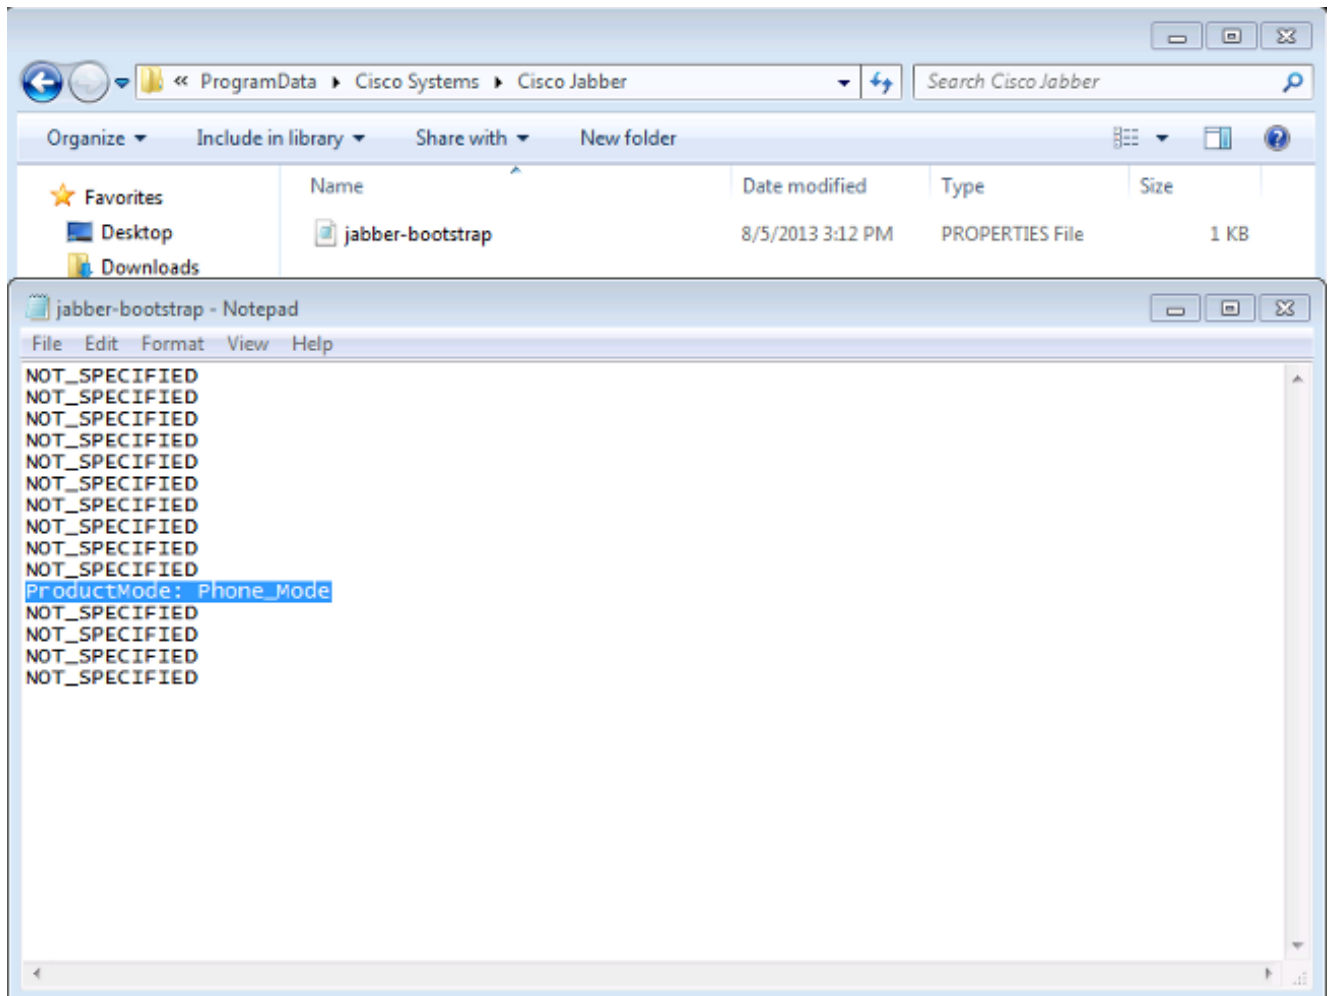 « ProgramData ▸ Cisco Systems ▸ Cisco Jabber Search Cisco Jabber
Organize Include in library Share with New folder
Name Date modified Type Size
Favorites
jabber-bootstrap 8/5/2013 3:12 PM PROPERTIES File 1 KB
Desktop
Downloads
jabber-bootstrap - Notepad
File Edit Format View Help
NOT_SPECIFIED
NOT_SPECIFIED
NOT_SPECIFIED
NOT_SPECIFIED
NOT_SPECIFIED
NOT_SPECIFIED
NOT_SPECIFIED
NOT_SPECIFIED
NOT_SPECIFIED
NOT_SPECIFIED
ProductMode: Phone_Mode
NOT_SPECIFIED
NOT_SPECIFIED
NOT_SPECIFIED
NOT_SPECIFIED